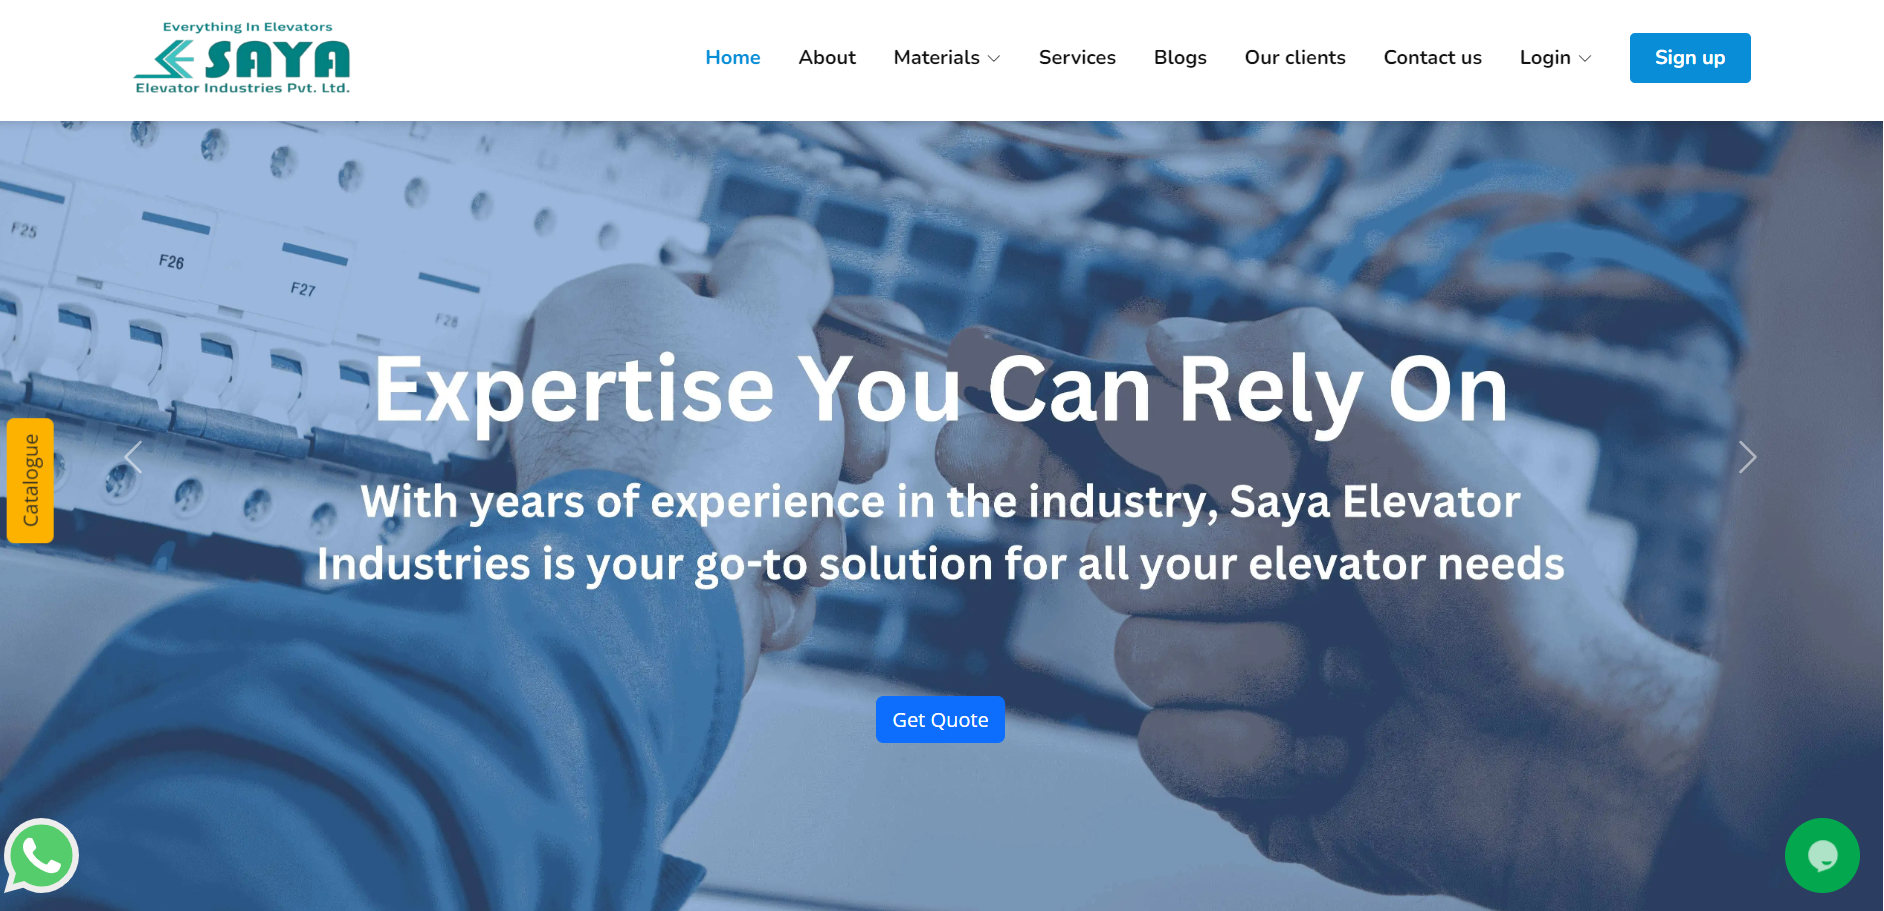 Everything In Elevators
SAYA
Elevator Industries Pvt. Ltd.
Home About Materials Services Blogs Our clients Contact us Login Sign up
N
F25
F26
F27
F28
Expertise You Can Rely On
Catalogue
With years of experience in the industry, Saya Elevator
Industries is your go-to solution for all your elevator needs
Get Quote